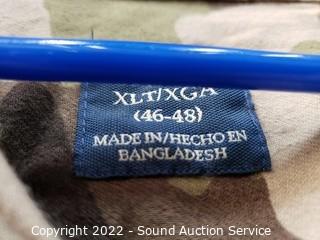 XLT/XGA
(46-48)
MADE IN/HECHO EN
BANGLADESH
Copyright 2022 - Sound Auction Service